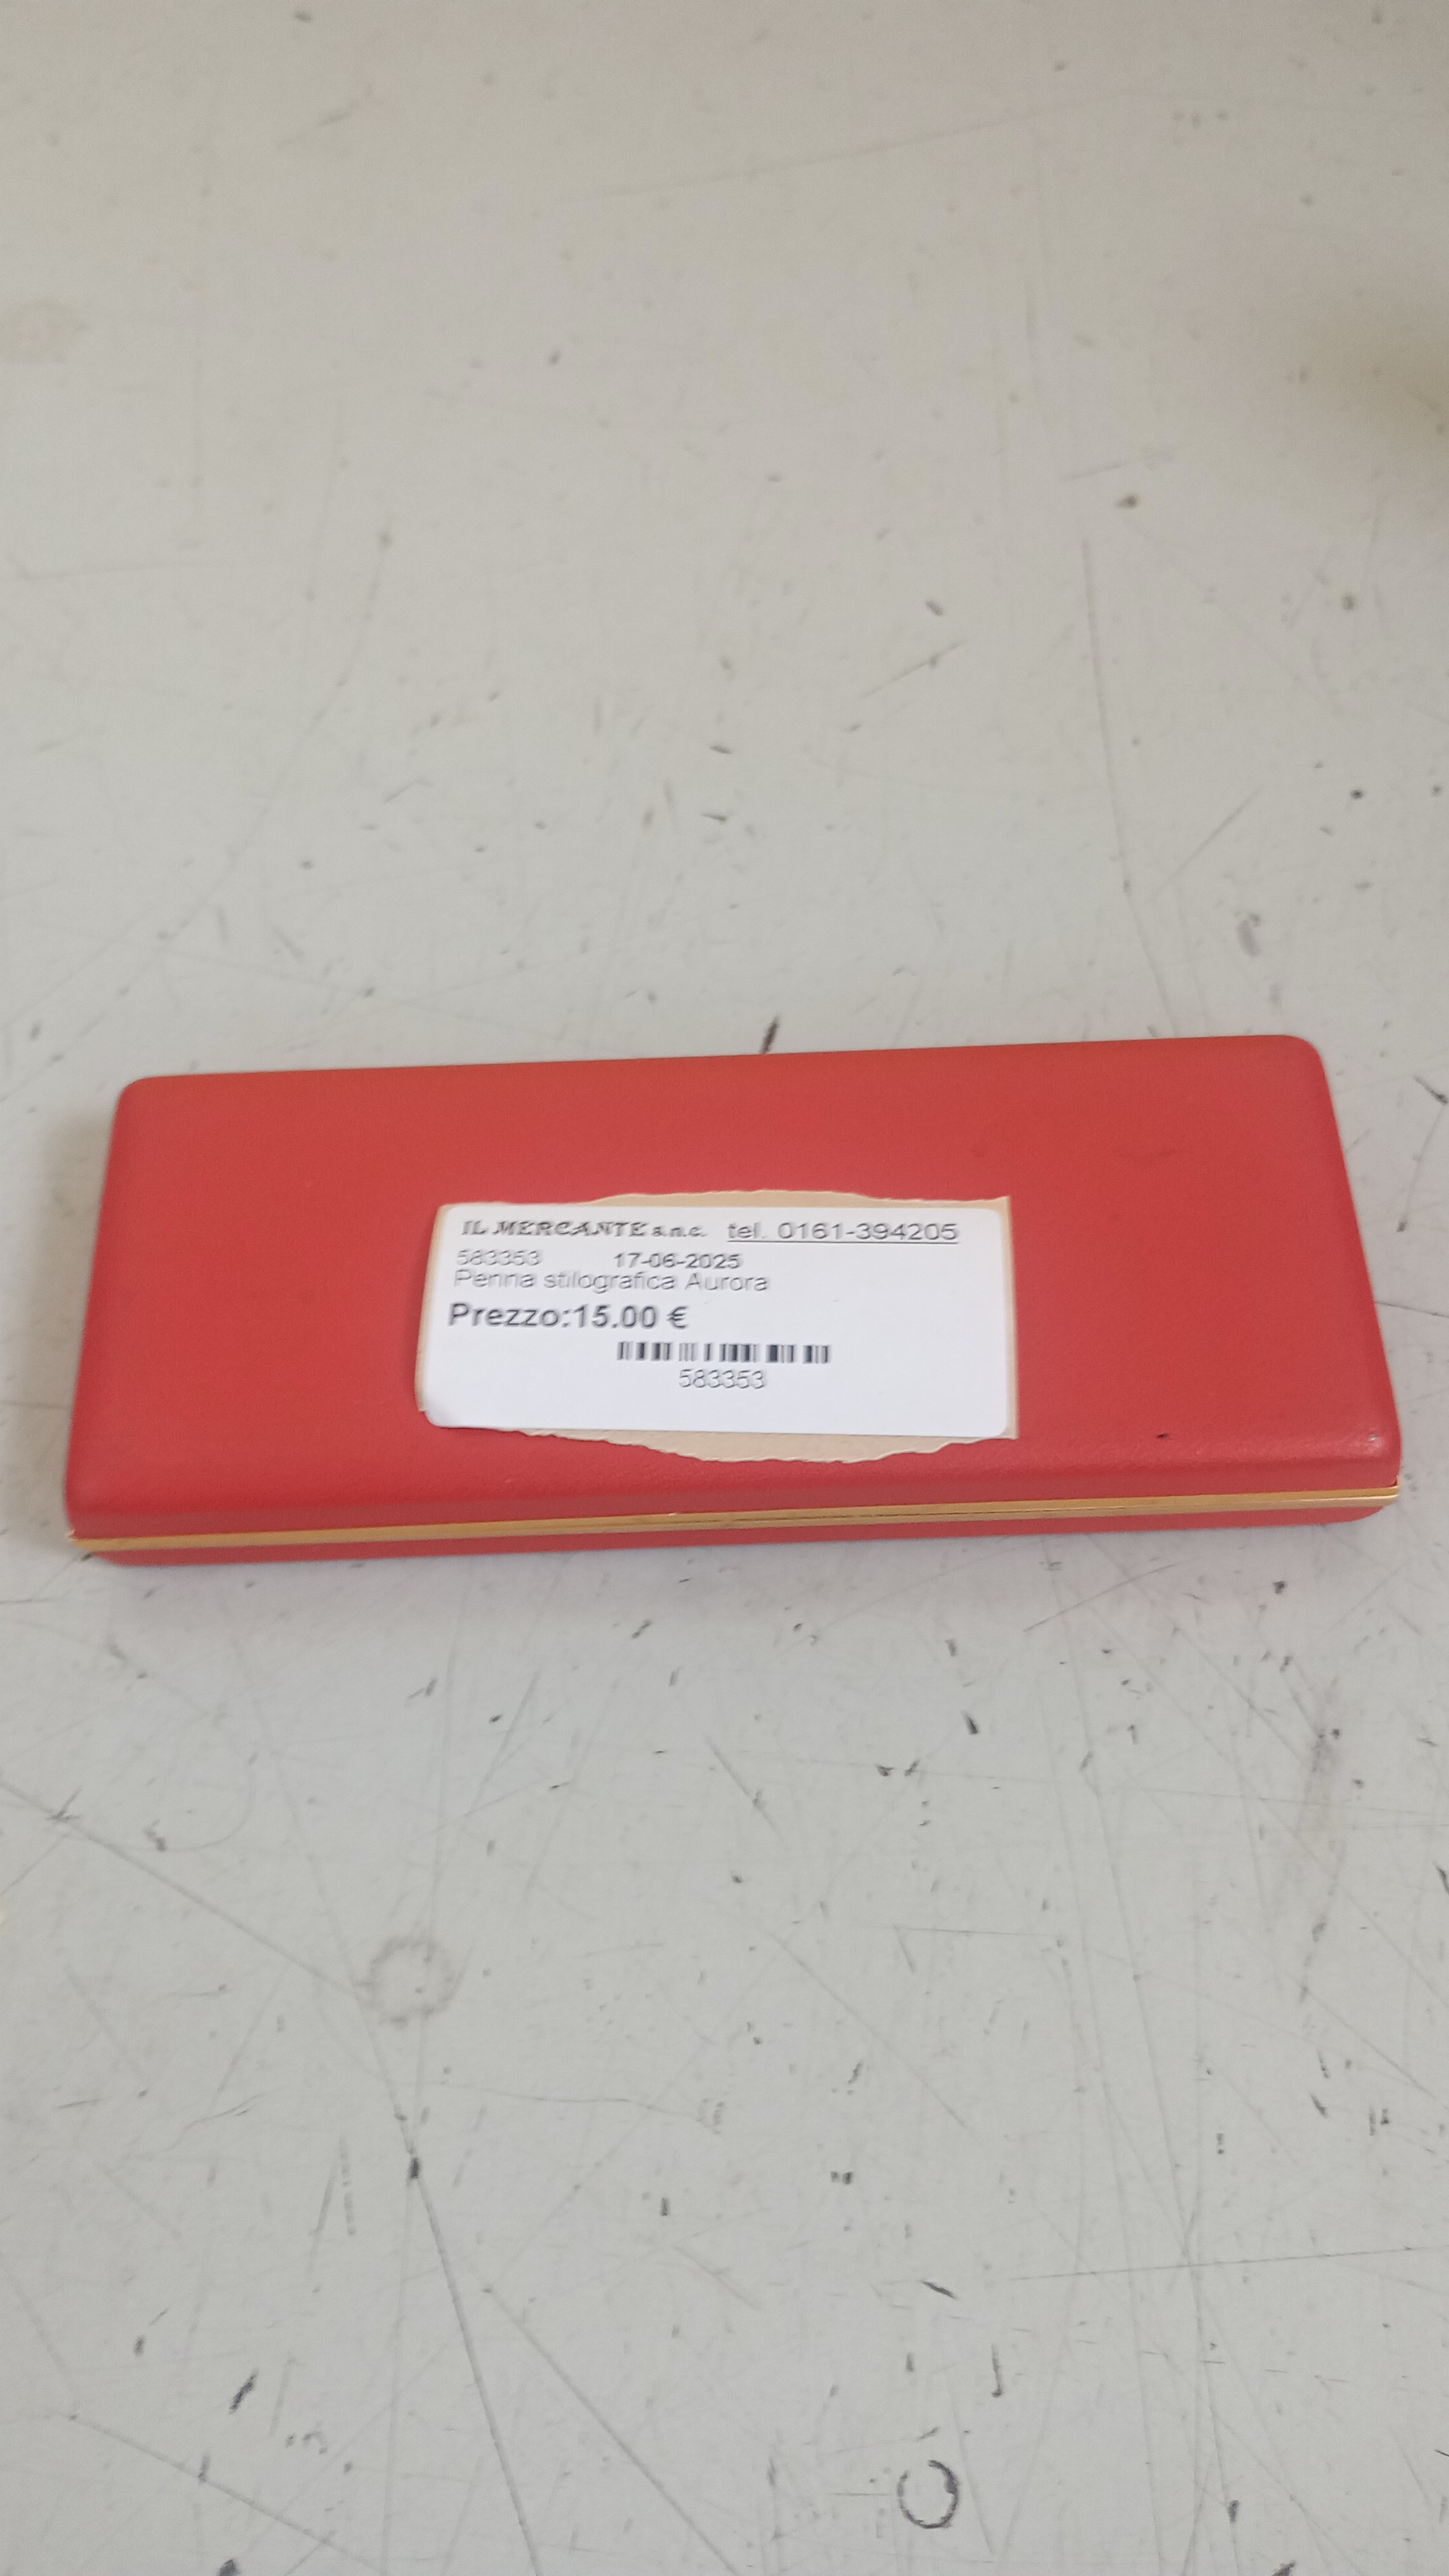 IL MERCANTE s.n.c. tel. 0161-394205
583353 17-06-2025
Penna stilografica Aurora
Prezzo:15.00 €
583353